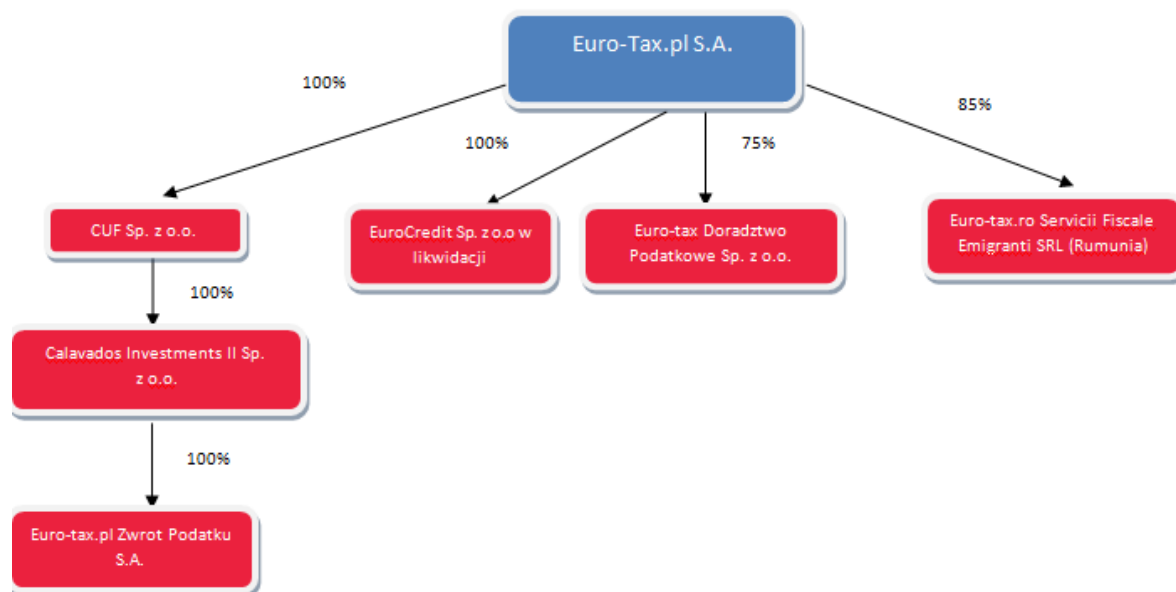 Euro-Tax.pl S.A.
100%
100%
75%
85%
CUF Sp. z o.o.
EuroCredit Sp. z o.o w
likwidacji
Euro-tax Doradztwo
Podatkowe Sp. z o.o.
Euro-tax.ro Servicii Fiscale
Emigranti SRL (Rumunia)
100%
Calavados Investments II Sp.
z o.o.
100%
Euro-tax.pl Zwrot Podatku
S.A.